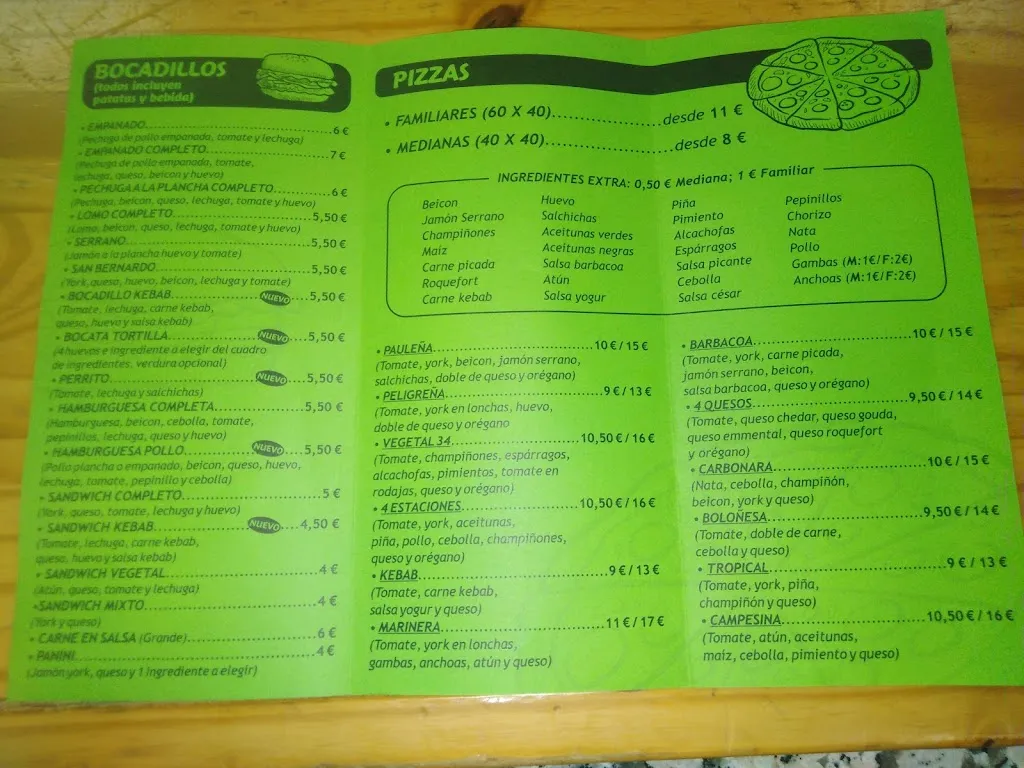 BOCADILLOS
(todos incluyen
patatas y bebida)
• EMPANADO........6 €
(Pechuga de pollo empanada, tomate y lechuga)
• EMPANADO COMPLETO........7 €
(Pechuga de pollo empanada, tomate,
lechuga, queso, beicon y huevo)
• PECHUGA A LA PLANCHA COMPLETO........6 €
(Pechuga, beicon, queso, lechuga, tomate y huevo)
• LOMO COMPLETO........5,50 €
(Lomo, beicon, queso, lechuga, tomate y huevo)
• SERRANO........5,50 €
(Jamón a la plancha huevo y tomate)
• SAN BERNARDO........5,50 €
(York, queso, huevo, beicon, lechuga y tomate)
• BOCADILLO KEBAB........NUEVO....5,50 €
(Tomate, lechuga, carne kebab,
queso, huevo y salsa kebab)
• BOCATA TORTILLA........NUEVO...5,50 €
(4 huevos e ingrediente a elegir del cuadro
de ingredientes, verdura opcional)
• PERRITO........NUEVO....5,50 €
(Tomate, lechuga y salchichas)
• HAMBURGUESA COMPLETA........5,50 €
(Hamburguesa, beicon, cebolla, tomate,
pepinillos, lechuga, queso y huevo)
• HAMBURGUESA POLLO........NUEVO....5,50 €
(Pollo plancha o empanado, beicon, queso, huevo,
lechuga, tomate, pepinillo y cebolla)
• SANDWICH COMPLETO........5 €
(York, queso, tomate, lechuga y huevo)
• SANDWICH KEBAB........NUEVO....4,50 €
(Tomate, lechuga, carne kebab,
queso, huevo y salsa kebab)
• SANDWICH VEGETAL........4 €
(Atún, queso, tomate y lechuga)
•SANDWICH MIXTO........4 €
(York y queso)
• CARNE EN SALSA (Grande)........6 €
• PANINI........4 €
(Jamón york, queso y 1 ingrediente a elegir)
PIZZAS
• FAMILIARES (60 X 40)........desde 11 €
• MEDIANAS (40 X 40)........desde 8 €
INGREDIENTES EXTRA: 0,50 € Mediana; 1 € Familiar
Beicon
Jamón Serrano
Champiñones
Maíz
Carne picada
Roquefort
Carne kebab
Huevo
Salchichas
Aceitunas verdes
Aceitunas negras
Salsa barbacoa
Atún
Salsa yogur
Piña
Pimiento
Alcachofas
Espárragos
Salsa picante
Cebolla
Salsa césar
Pepinillos
Chorizo
Nata
Pollo
Gambas (M:1€/F:2€)
Anchoas (M:1€/F:2€)
• PAULEÑA........10 € / 15 €
(Tomate, york, beicon, jamón serrano,
salchichas, doble de queso y orégano)
• PELIGREÑA........9 € / 13 €
(Tomate, york en lonchas, huevo,
doble de queso y orégano
• VEGETAL 34........10,50 € / 16 €
(Tomate, champiñones, espárragos,
alcachofas, pimientos, tomate en
rodajas, queso y orégano)
• 4 ESTACIONES........10,50 € / 16 €
(Tomate, york, aceitunas,
piña, pollo, cebolla, champiñones,
queso y orégano)
• KEBAB........9 € / 13 €
(Tomate, carne kebab,
salsa yogur y queso)
• MARINERA........11 € / 17 €
(Tomate, york en lonchas,
gambas, anchoas, atún y queso)
• BARBACOA........10 € / 15 €
(Tomate, york, carne picada,
jamón serrano, beicon,
salsa barbacoa, queso y orégano)
• 4 QUESOS........9,50 € / 14 €
(Tomate, queso chedar, queso gouda,
queso emmental, queso roquefort
y orégano)
• CARBONARA........10 € / 15 €
(Nata, cebolla, champiñón,
beicon, york y queso)
• BOLOÑESA........9,50 € / 14 €
(Tomate, doble de carne,
cebolla y queso)
• TROPICAL........9 € / 13 €
(Tomate, york, piña,
champiñón y queso)
• CAMPESINA........10,50 € / 16 €
(Tomate, atún, aceitunas,
maíz, cebolla, pimiento y queso)